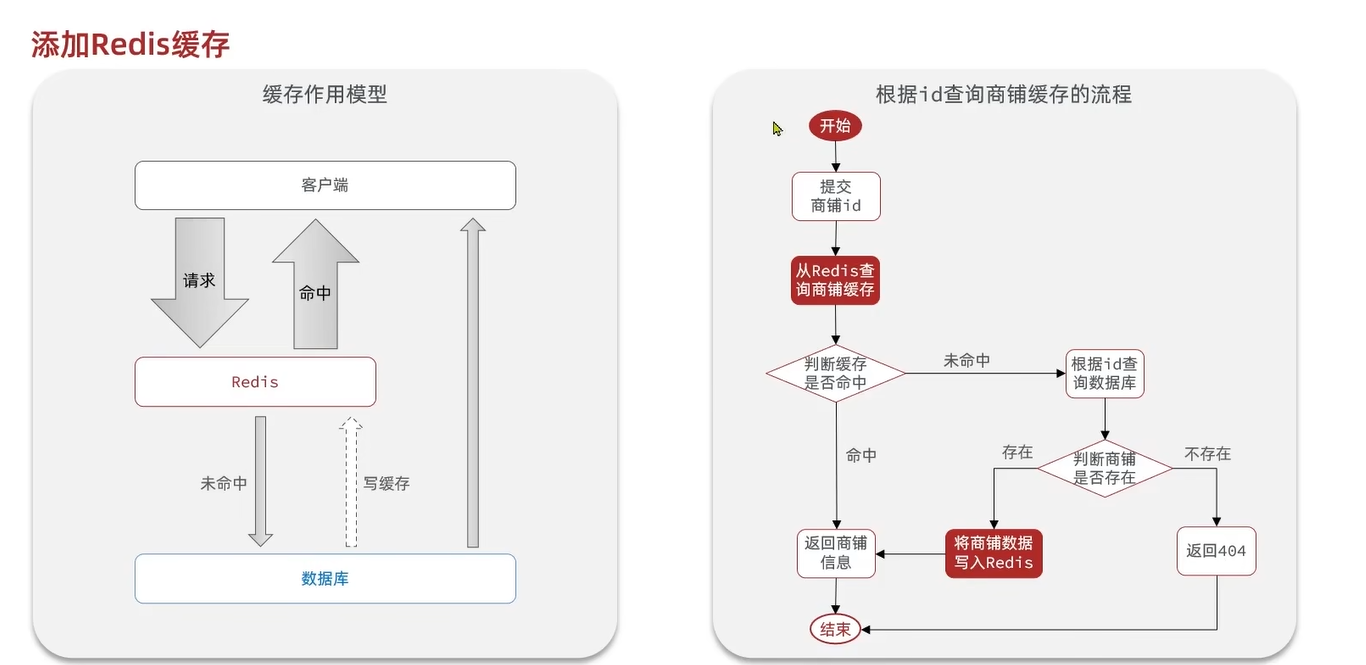 添加Redis缓存
缓存作用模型
客户端
请求
命中
Redis
未命中
写缓存
数据库
根据id查询商铺缓存的流程
开始
提交
商铺id
从Redis查
询商铺缓存
判断缓存
是否命中
未命中
根据id查
询数据库
命中
存在
判断商铺
是否存在
不存在
返回商铺
信息
将商铺数据
写入Redis
返回404
结束